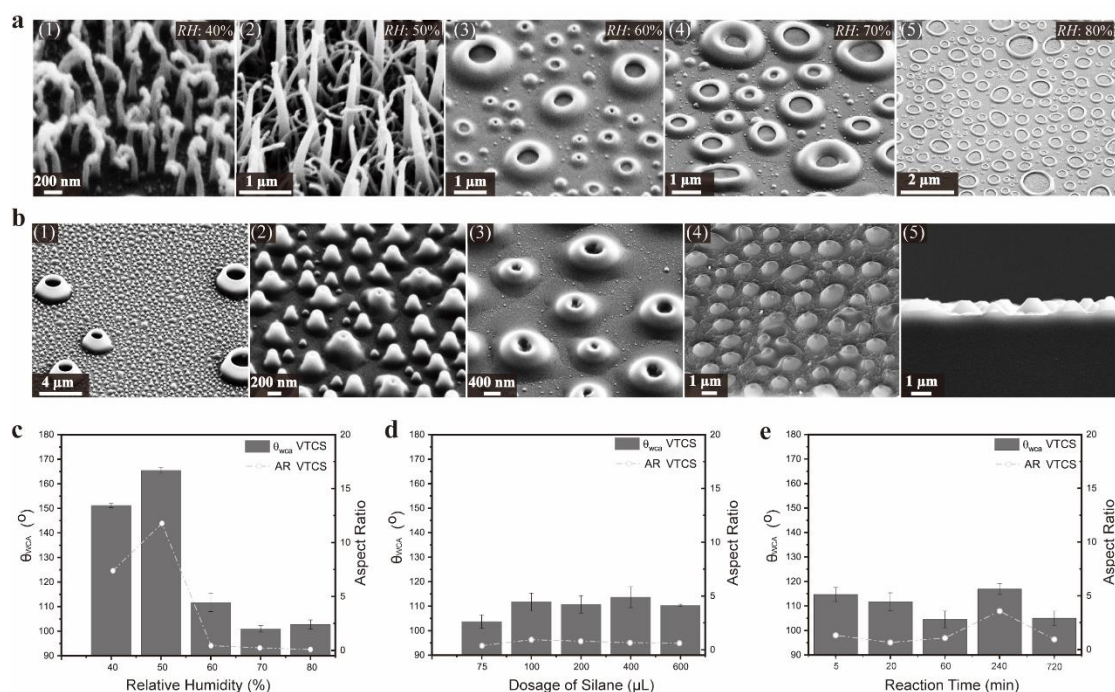 a
(1) RH: 40%
(2) RH: 50%
(3) RH: 60%
(4) RH: 70%
(5) RH: 80%
200 nm
1 µm
1 µm
1 µm
2 µm
b
(1)
(2)
(3)
(4)
(5)
4 µm
200 nm
400 nm
1 µm
1 µm
c
θwca VTCS
AR VTCS
180
170
160
150
140
130
120
110
100
90
θWCA (°)
20
15
10
5
0
Aspect Ratio
40 50 60 70 80
Relative Humidity (%)
d
θwca VTCS
AR VTCS
180
170
160
150
140
130
120
110
100
90
θWCA (°)
20
15
10
5
0
Aspect Ratio
75 100 200 400 600
Dosage of Silane (µL)
e
θwca VTCS
AR VTCS
180
170
160
150
140
130
120
110
100
90
θWCA (°)
20
15
10
5
0
Aspect Ratio
5 20 60 240 720
Reaction Time (min)